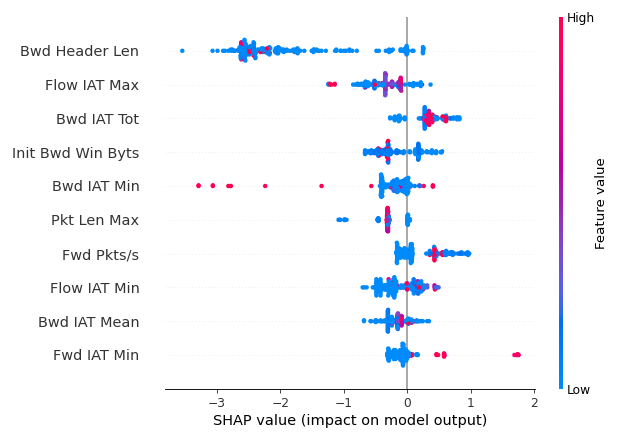 High
Bwd Header Len
Flow IAT Max
Bwd IAT Tot
Init Bwd Win Byts
Bwd IAT Min
Pkt Len Max
Fwd Pkts/s
Flow IAT Min
Bwd IAT Mean
Fwd IAT Min
Feature value
Low
−3 −2 −1 0 1 2
SHAP value (impact on model output)